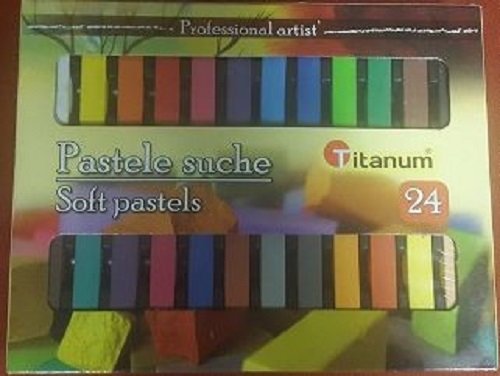 Professional artist'
Pastele suche
Titanum®
Soft pastels
24